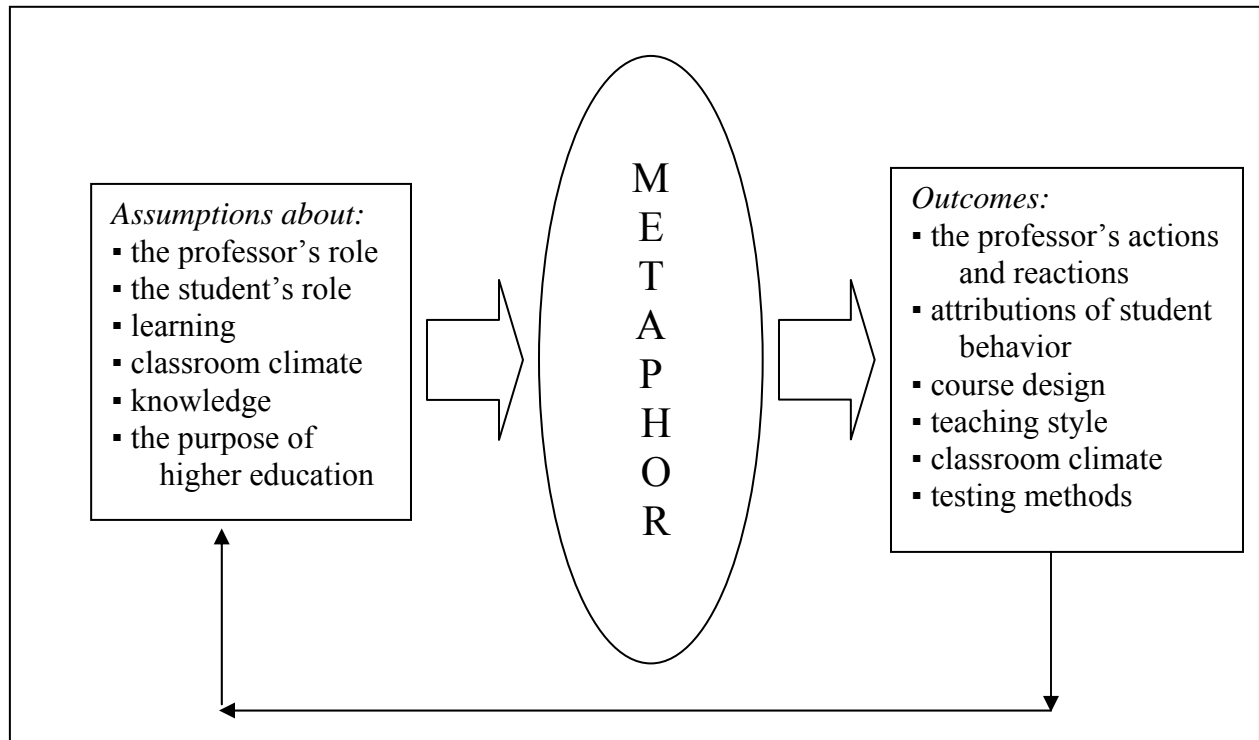 Assumptions about:
▪ the professor’s role
▪ the student’s role
▪ learning
▪ classroom climate
▪ knowledge
▪ the purpose of
higher education
M
E
T
A
P
H
O
R
Outcomes:
▪ the professor’s actions
and reactions
▪ attributions of student
behavior
▪ course design
▪ teaching style
▪ classroom climate
▪ testing methods